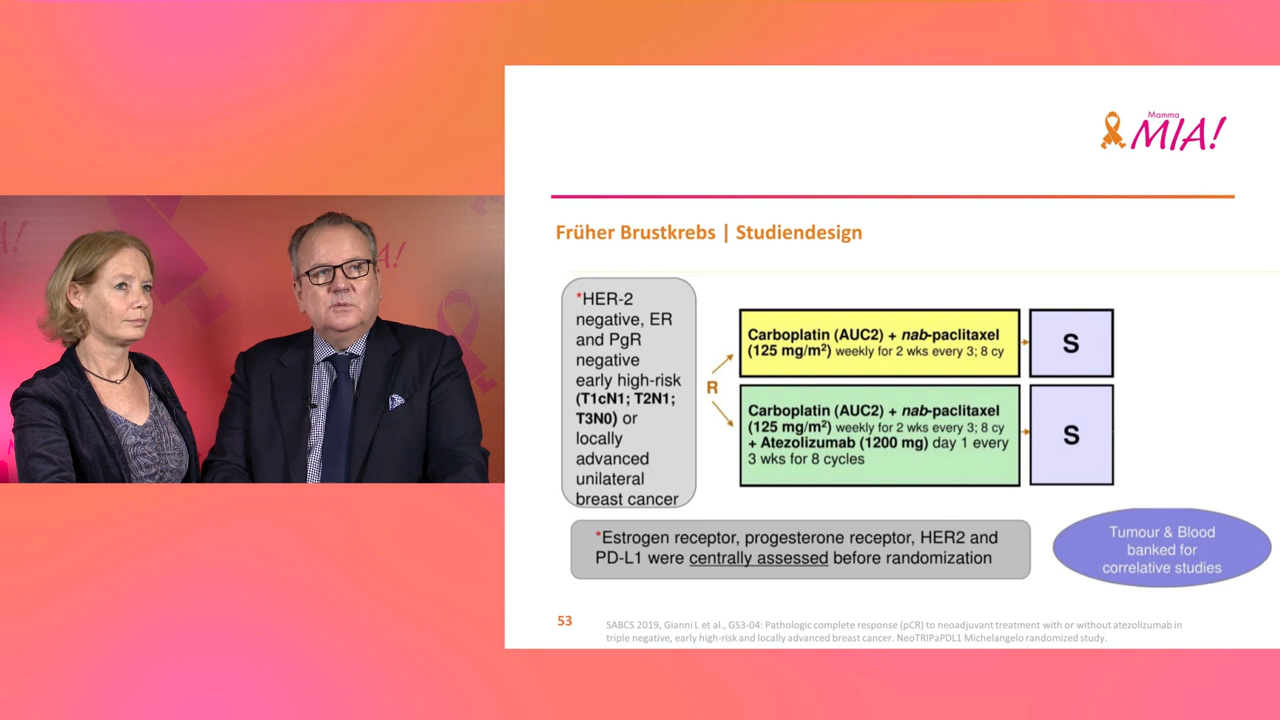 Mamma
MIA!
Früher Brustkrebs | Studiendesign
*HER-2
negative, ER
and PgR
negative
early high-risk
(T1cN1; T2N1;
T3N0) or
locally
advanced
unilateral
breast cancer
R
Carboplatin (AUC2) + nab-paclitaxel
(125 mg/m²) weekly for 2 wks every 3; 8 cy
S
Carboplatin (AUC2) + nab-paclitaxel
(125 mg/m²) weekly for 2 wks every 3; 8 cy
+ Atezolizumab (1200 mg) day 1 every
3 wks for 8 cycles
S
*Estrogen receptor, progesterone receptor, HER2 and
PD-L1 were centrally assessed before randomization
Tumour & Blood
banked for
correlative studies
53
SABCS 2019, Gianni L et al., GS3-04: Pathologic complete response (pCR) to neoadjuvant treatment with or without atezolizumab in
triple negative, early high-risk and locally advanced breast cancer. NeoTRIPaPDL1 Michelangelo randomized study.